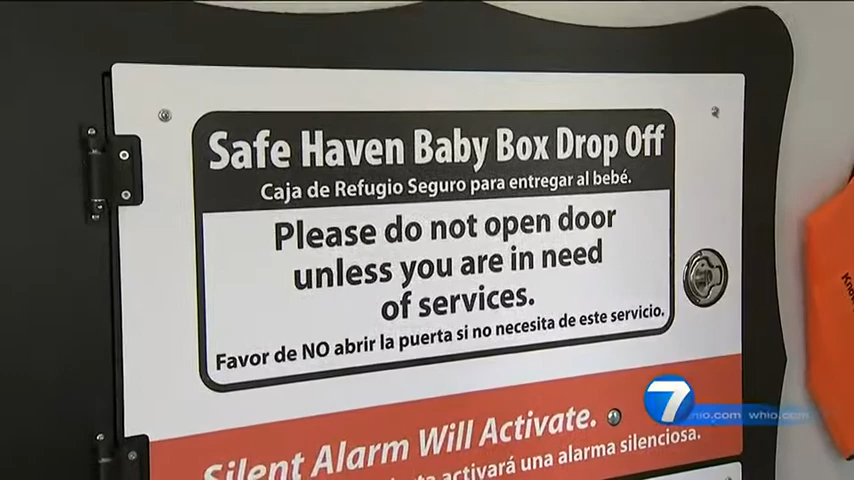 Safe Haven Baby Box Drop Off
Caja de Refugio Seguro para entregar al bebé.
Please do not open door
unless you are in need
of services.
Favor de NO abrir la puerta si no necesita de este servicio.
Silent Alarm Will Activate.
activará una alarma silenciosa.
7
whio.com whio.com